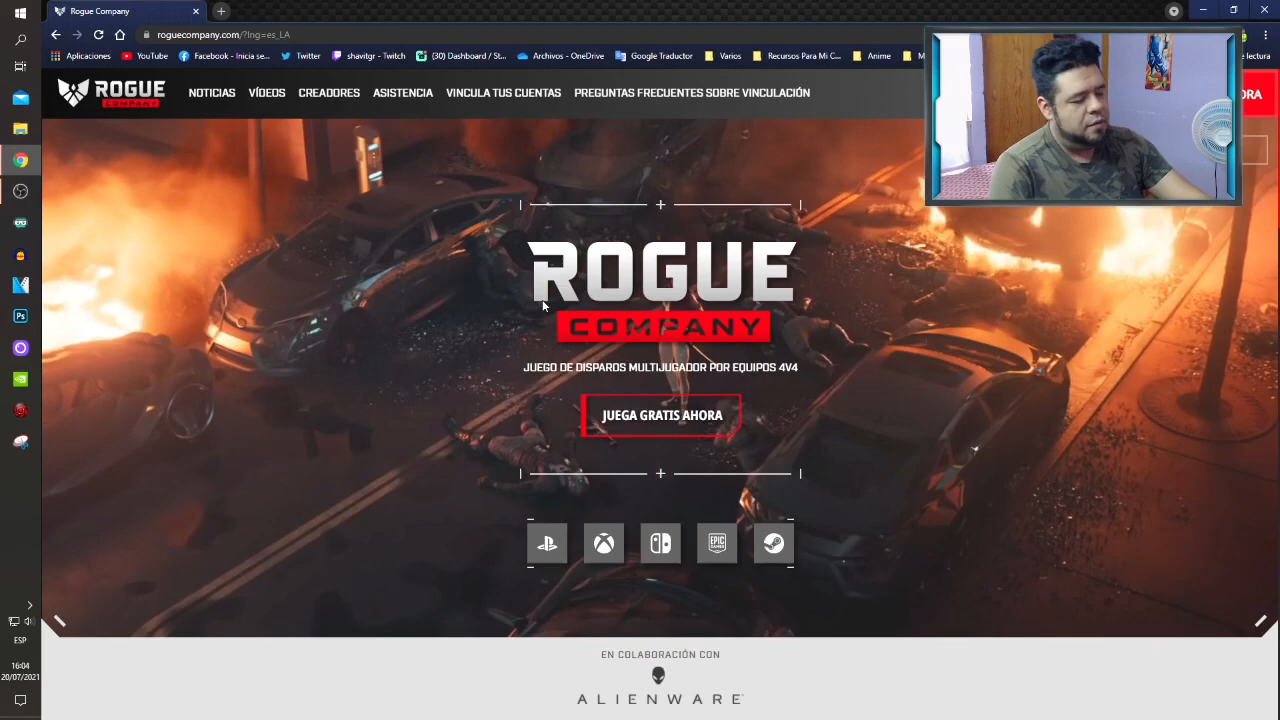 Rogue Company
roguecompany.com/?lng=es_LA
Aplicaciones YouTube Facebook - Inicia se... Twitter shavitgr - Twitch (30) Dashboard / St... Archivos - OneDrive Google Traductor Varios Recursos Para Mi C... Anime
lectura
ROGUE
COMPANY
NOTICIAS VÍDEOS CREADORES ASISTENCIA VINCULA TUS CUENTAS PREGUNTAS FRECUENTES SOBRE VINCULACIÓN
ORA
ROGUE
COMPANY
JUEGO DE DISPAROS MULTIJUGADOR POR EQUIPOS 4V4
JUEGA GRATIS AHORA
EPIC
GAMES
EN COLABORACIÓN CON
ALIENWARE
Ps
ESP
16:04
20/07/2021